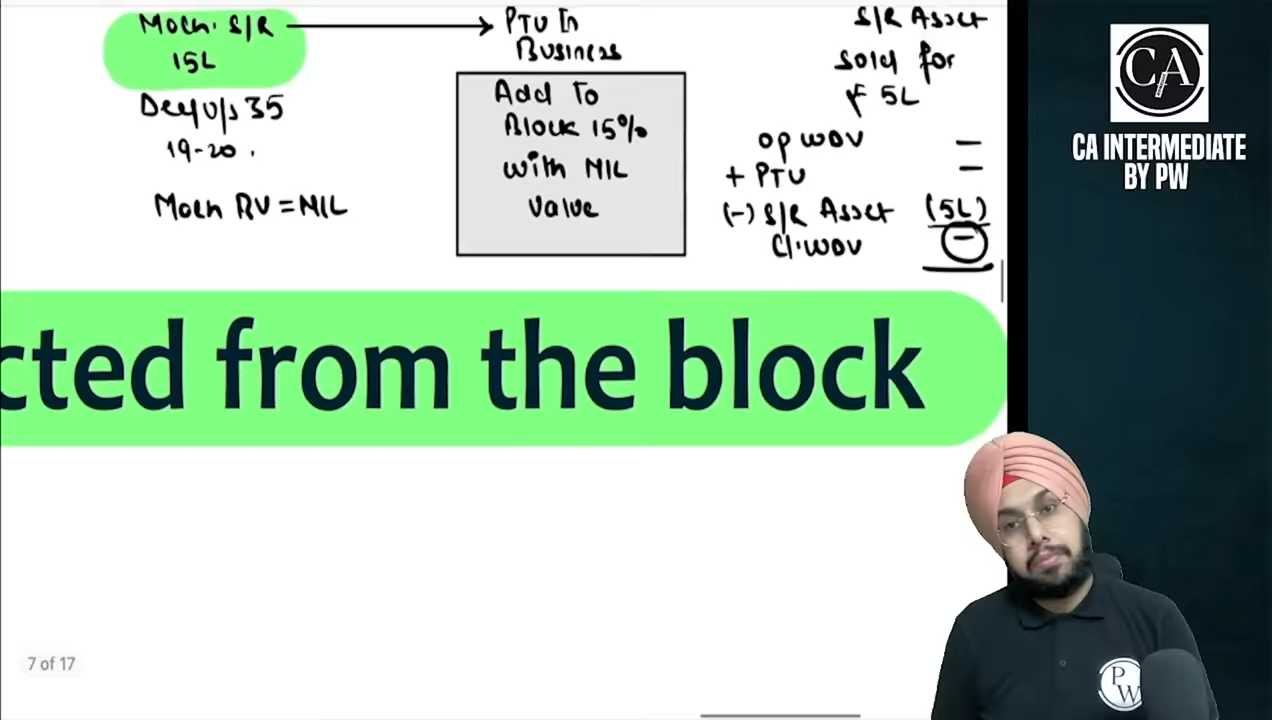 Mach. S/R
15L
Ded u/s 35
19-20.
Mach BV = NIL
PTU In
Business
Add To
Block 15%
with NIL
value
S/R Asset
sold for
₹ 5L
op WDV —
+ PTU —
(-) S/R Asset (5L)
Cl. WDV -
cted from the block
7 of 17
CA
CA INTERMEDIATE
BY PW
P
W